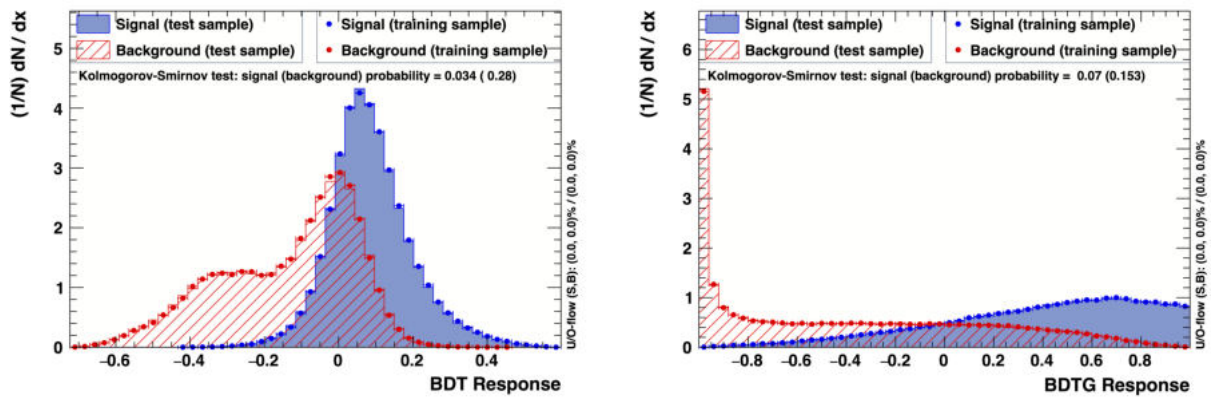 Signal (test sample)
Background (test sample)
Signal (training sample)
Background (training sample)
Kolmogorov-Smirnov test: signal (background) probability = 0.034 ( 0.28)
(1/N) dN / dx
5
4
3
2
1
0
−0.6
−0.4
−0.2
0
0.2
0.4
BDT Response
U/O-flow (S,B): (0.0, 0.0)% / (0.0, 0.0)%
Signal (test sample)
Background (test sample)
Signal (training sample)
Background (training sample)
Kolmogorov-Smirnov test: signal (background) probability = 0.07 (0.153)
(1/N) dN / dx
6
5
4
3
2
1
0
−0.8
−0.6
−0.4
−0.2
0
0.2
0.4
0.6
0.8
BDTG Response
U/O-flow (S,B): (0.0, 0.0)% / (0.0, 0.0)%